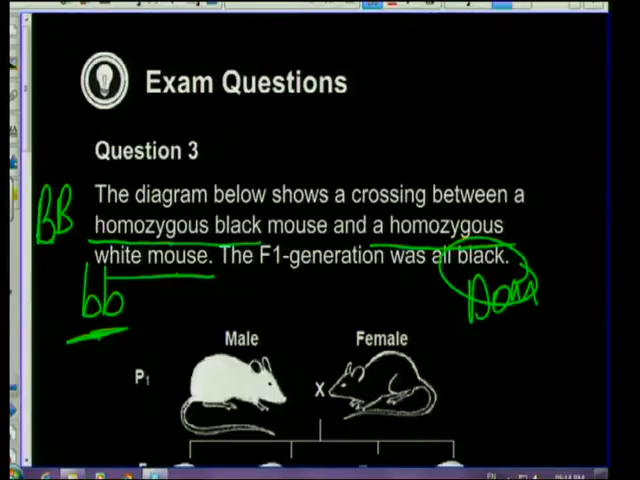 Exam Questions
Question 3
The diagram below shows a crossing between a
BB
homozygous black mouse and a homozygous
white mouse. The F1-generation was all black.
bb
Dom
Male
Female
P1
X